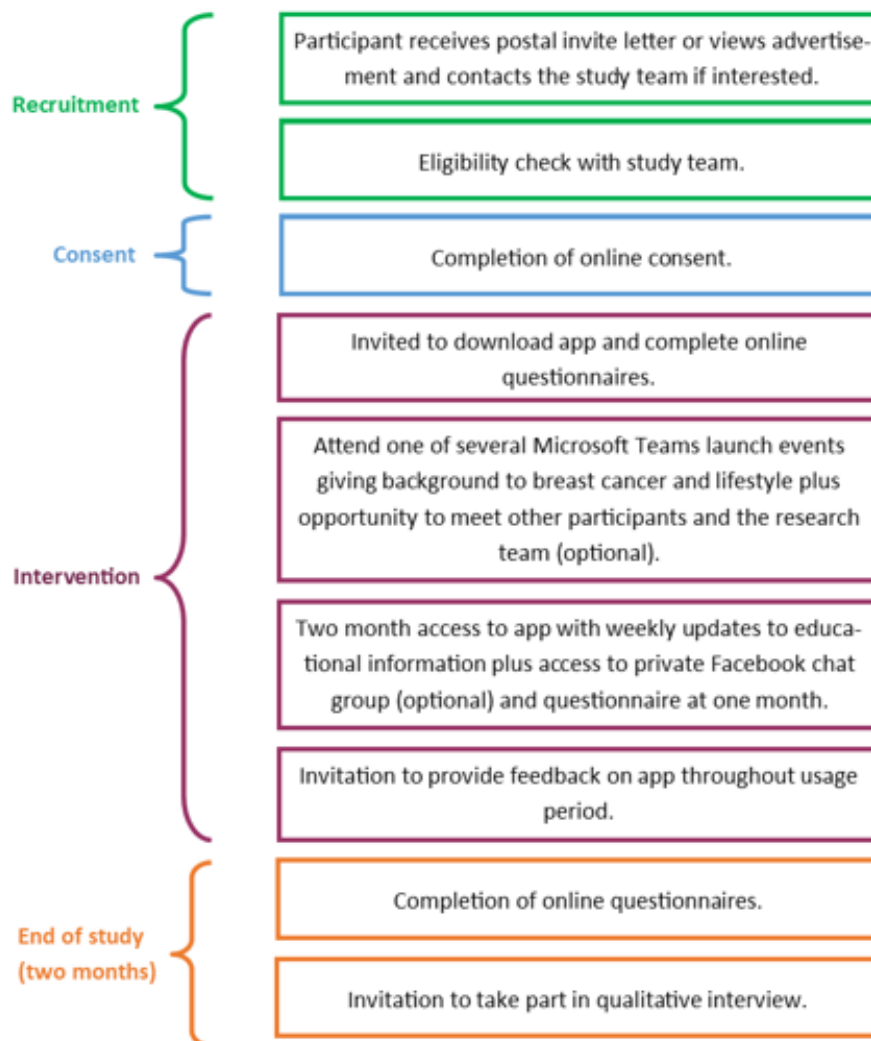 Recruitment
Participant receives postal invite letter or views advertise-
ment and contacts the study team if interested.
Eligibility check with study team.
Consent
Completion of online consent.
Intervention
Invited to download app and complete online
questionnaires.
Attend one of several Microsoft Teams launch events
giving background to breast cancer and lifestyle plus
opportunity to meet other participants and the research
team (optional).
Two month access to app with weekly updates to educa-
tional information plus access to private Facebook chat
group (optional) and questionnaire at one month.
Invitation to provide feedback on app throughout usage
period.
End of study
(two months)
Completion of online questionnaires.
Invitation to take part in qualitative interview.